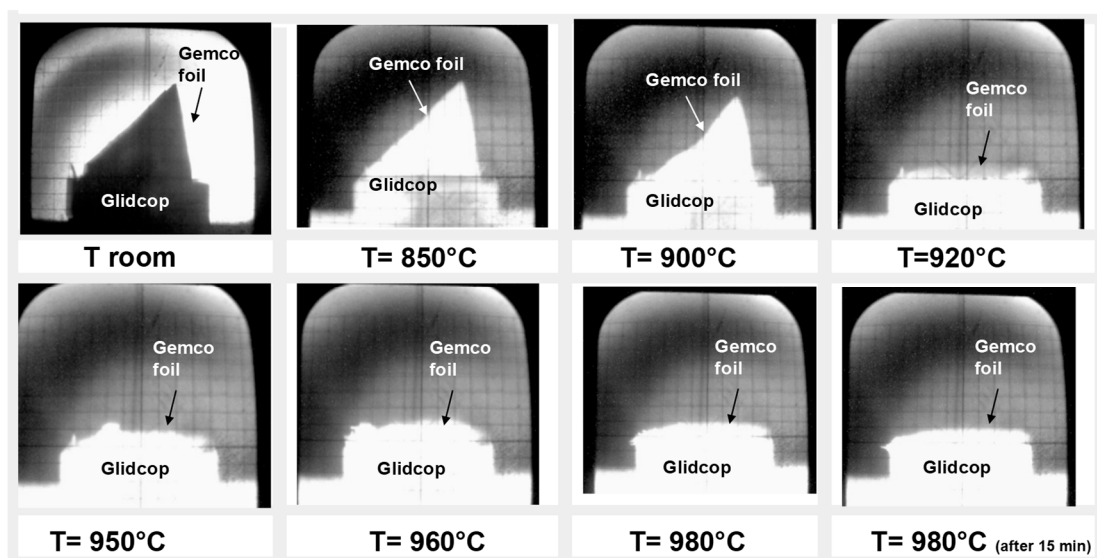 Gemco
foil
Glidcop
Gemco foil
Glidcop
Gemco foil
Glidcop
Gemco
foil
Glidcop
T room
T= 850°C
T= 900°C
T=920°C
Gemco
foil
Glidcop
Gemco
foil
Glidcop
Gemco
foil
Glidcop
Gemco
foil
Glidcop
T= 950°C
T= 960°C
T= 980°C
T= 980°C (after 15 min)